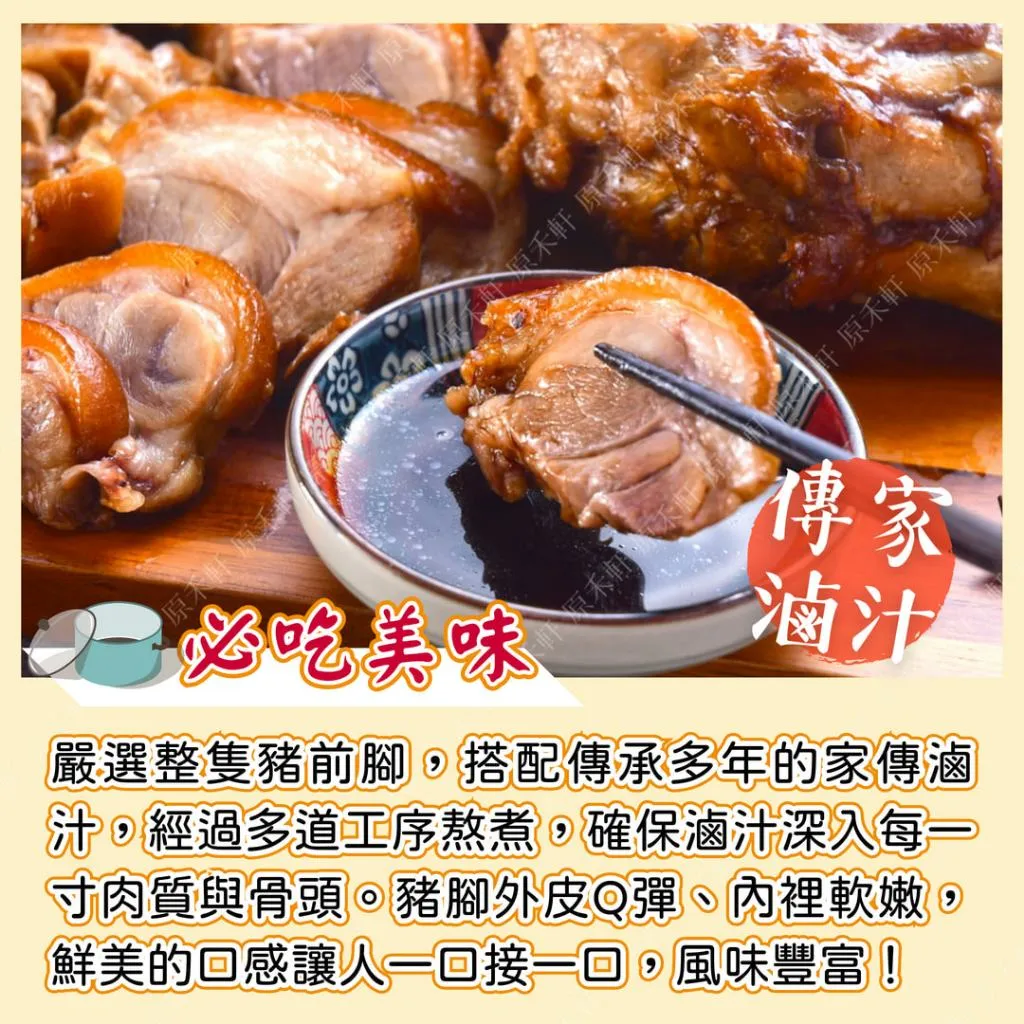 傳家
滷汁
必吃美味
嚴選整隻豬前腳，搭配傳承多年的家傳滷
汁，經過多道工序熬煮，確保滷汁深入每一
寸肉質與骨頭。豬腳外皮Q彈、內裡軟嫩，
鮮美的口感讓人一口接一口，風味豐富！
原禾軒